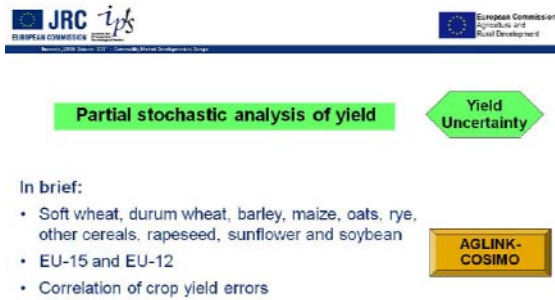 JRC ipts
EUROPEAN COMMISSION
European Commission
Agriculture and
Rural Development
Partial stochastic analysis of yield
Yield
Uncertainty
In brief:
• Soft wheat, durum wheat, barley, maize, oats, rye,
other cereals, rapeseed, sunflower and soybean
• EU-15 and EU-12
• Correlation of crop yield errors
AGLINK-
COSIMO